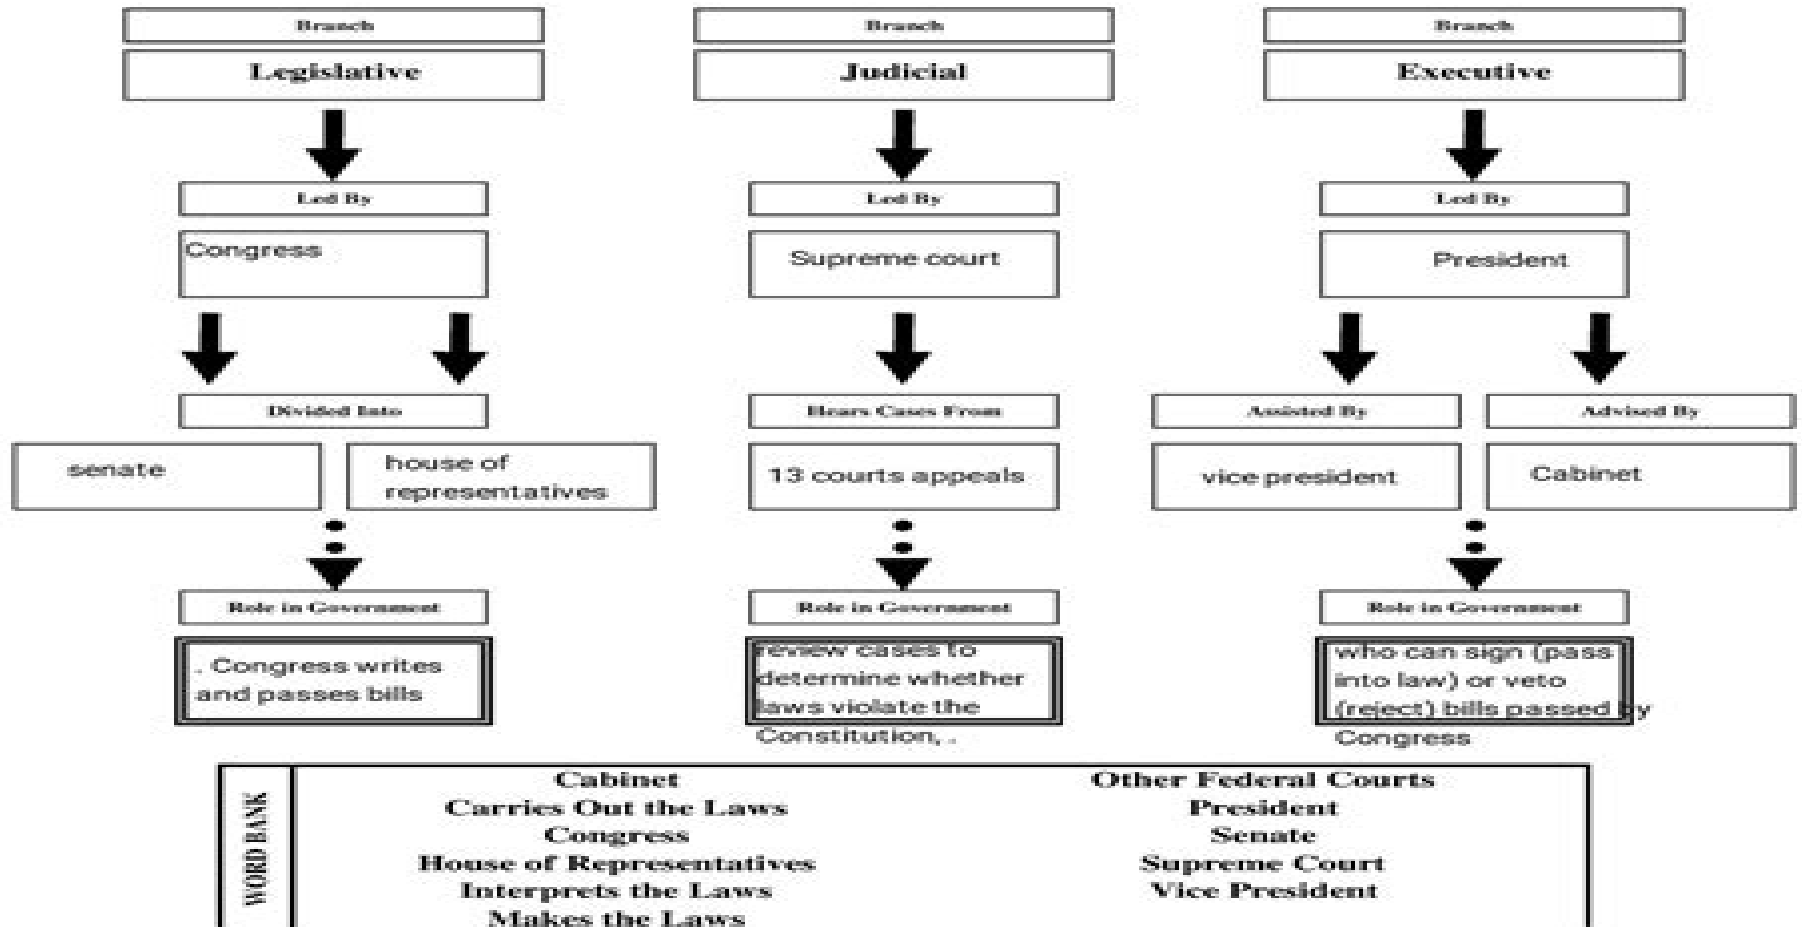 Branch
Legislative
Led By
Congress
Divided Into
senate
house of
representatives
Role in Government
. Congress writes
and passes bills
Branch
Judicial
Led By
Supreme court
Hears Cases From
13 courts appeals
Role in Government
review cases to
determine whether
laws violate the
Constitution, .
Branch
Executive
Led By
President
Assisted By
vice president
Advised By
Cabinet
Role in Government
who can sign (pass
into law) or veto
(reject) bills passed by
Congress
WORD BANK
Cabinet
Carries Out the Laws
Congress
House of Representatives
Interprets the Laws
Makes the Laws
Other Federal Courts
President
Senate
Supreme Court
Vice President